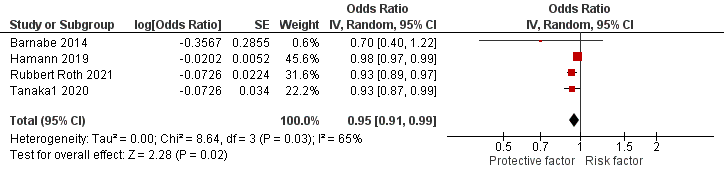 Odds Ratio Odds Ratio
Study or Subgroup log[Odds Ratio] SE Weight IV, Random, 95% CI IV, Random, 95% CI
Barnabe 2014 -0.3567 0.2855 0.6% 0.70 [0.40, 1.22]
Hamann 2019 -0.0202 0.0052 45.6% 0.98 [0.97, 0.99]
Rubbert Roth 2021 -0.0726 0.0224 31.6% 0.93 [0.89, 0.97]
Tanaka1 2020 -0.0726 0.034 22.2% 0.93 [0.87, 0.99]
Total (95% CI) 100.0% 0.95 [0.91, 0.99]
Heterogeneity: Tau² = 0.00; Chi² = 8.64, df = 3 (P = 0.03); I² = 65%
Test for overall effect: Z = 2.28 (P = 0.02)
0.5 0.7 1 1.5 2
Protective factor Risk factor